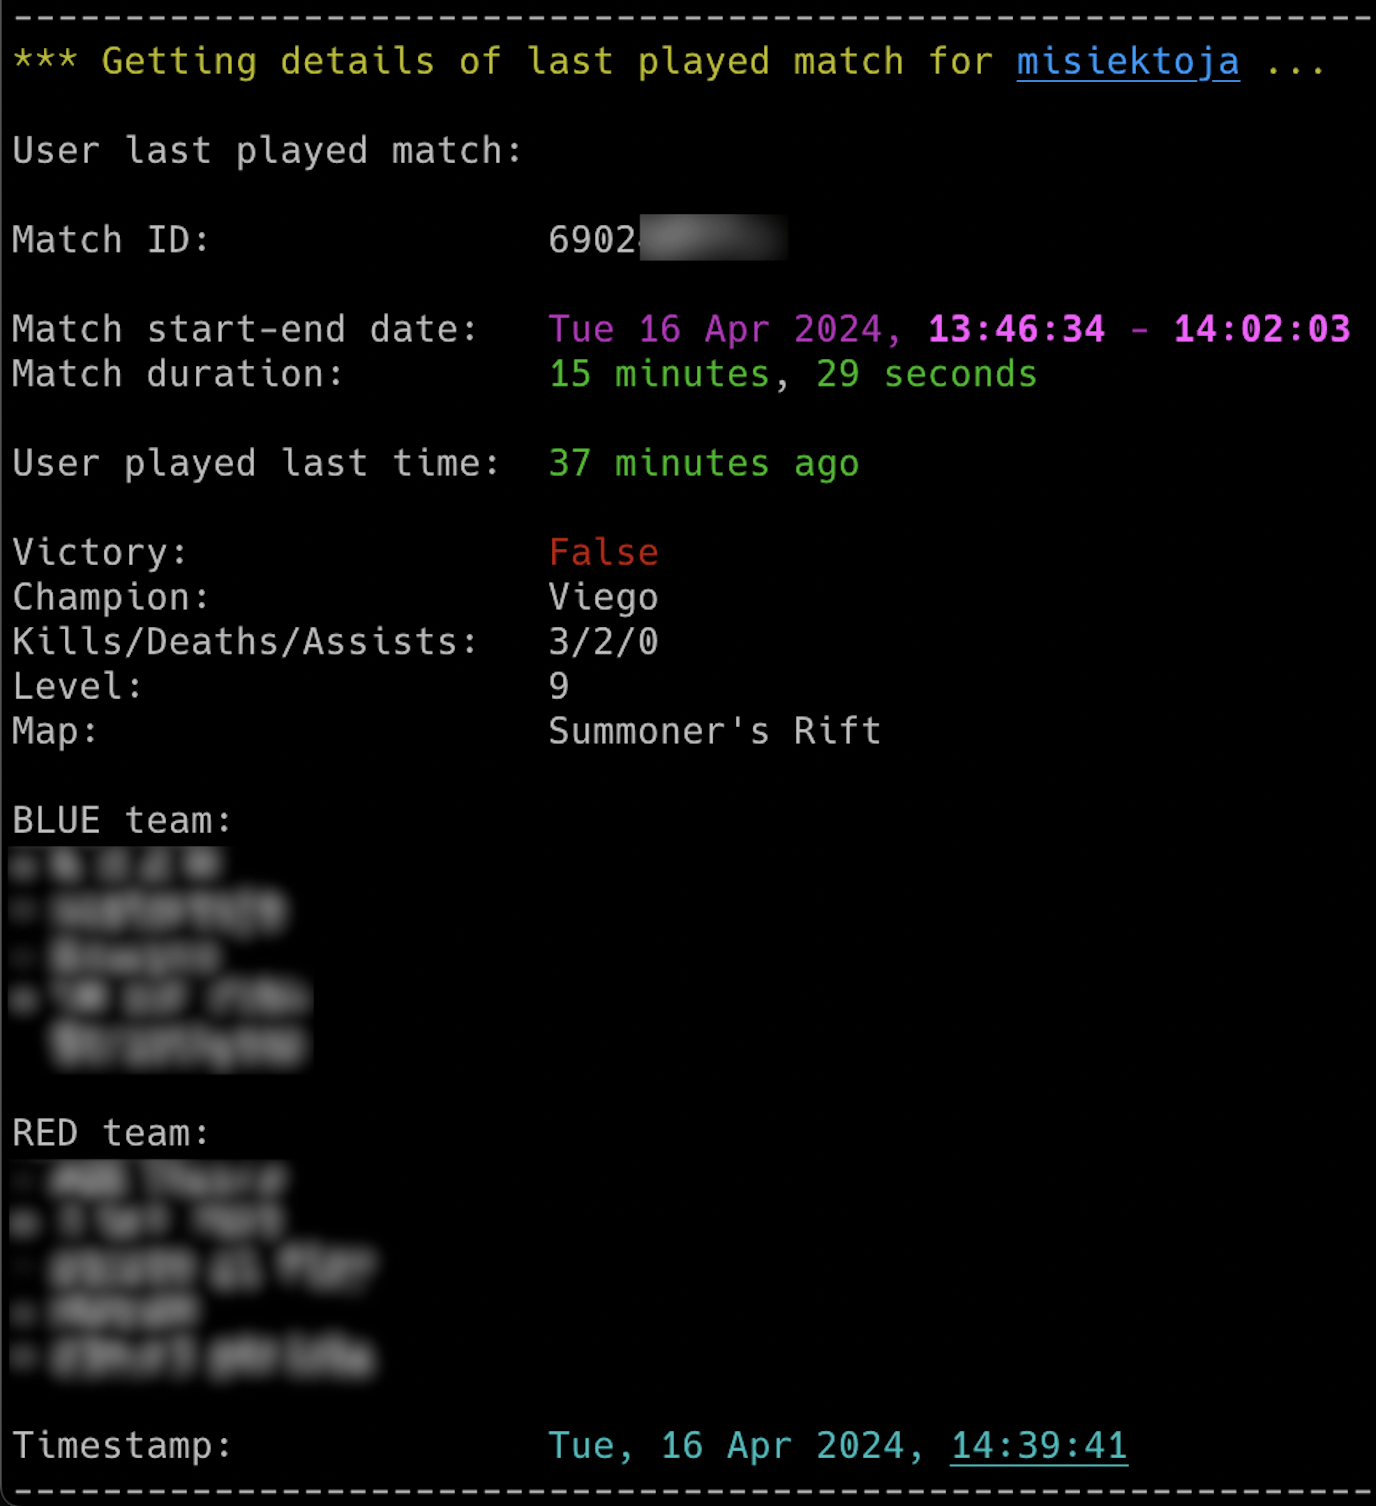 ----------------------------------------------------------------
*** Getting details of last played match for misiektoja ...
User last played match:
Match ID: 6902
Match start-end date: Tue 16 Apr 2024, 13:46:34 - 14:02:03
Match duration: 15 minutes, 29 seconds
User played last time: 37 minutes ago
Victory: False
Champion: Viego
Kills/Deaths/Assists: 3/2/0
Level: 9
Map: Summoner's Rift
BLUE team:
RED team:
Timestamp: Tue, 16 Apr 2024, 14:39:41
----------------------------------------------------------------